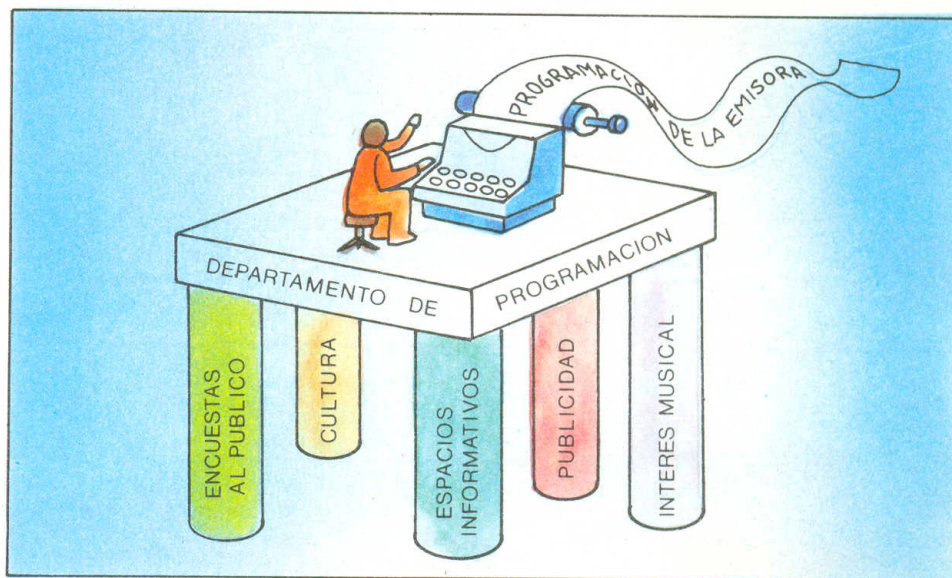 PROGRAMACION
DE LA EMISORA
DEPARTAMENTO DE PROGRAMACION
ENCUESTAS
AL PUBLICO
CULTURA
ESPACIOS
INFORMATIVOS
PUBLICIDAD
INTERES MUSICAL